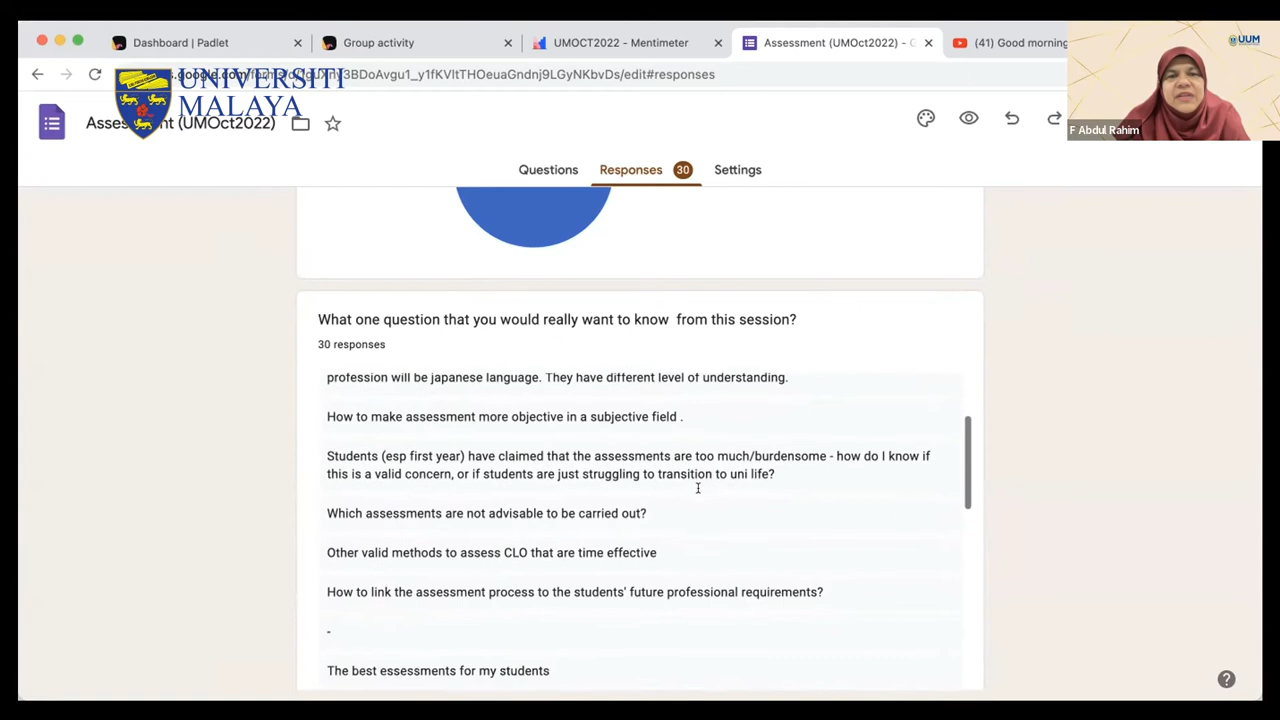 Dashboard | Padlet
Group activity
UMOCT2022 - Mentimeter
Assessment (UMOct2022) - G
(41) Good morning
UUM
s.google.com/
3BDoAvgu1_y1fKVltTHOeuaGndnj9LGyNKbvDs/edit#responses
UNIVERSITI
MALAYA
Assessment (UMOct2022)
F Abdul Rahim
Questions
Responses
30
Settings
What one question that you would really want to know from this session?
30 responses
profession will be japanese language. They have different level of understanding.
How to make assessment more objective in a subjective field .
Students (esp first year) have claimed that the assessments are too much/burdensome - how do I know if
this is a valid concern, or if students are just struggling to transition to uni life?
Which assessments are not advisable to be carried out?
Other valid methods to assess CLO that are time effective
How to link the assessment process to the students' future professional requirements?
-
The best essessments for my students